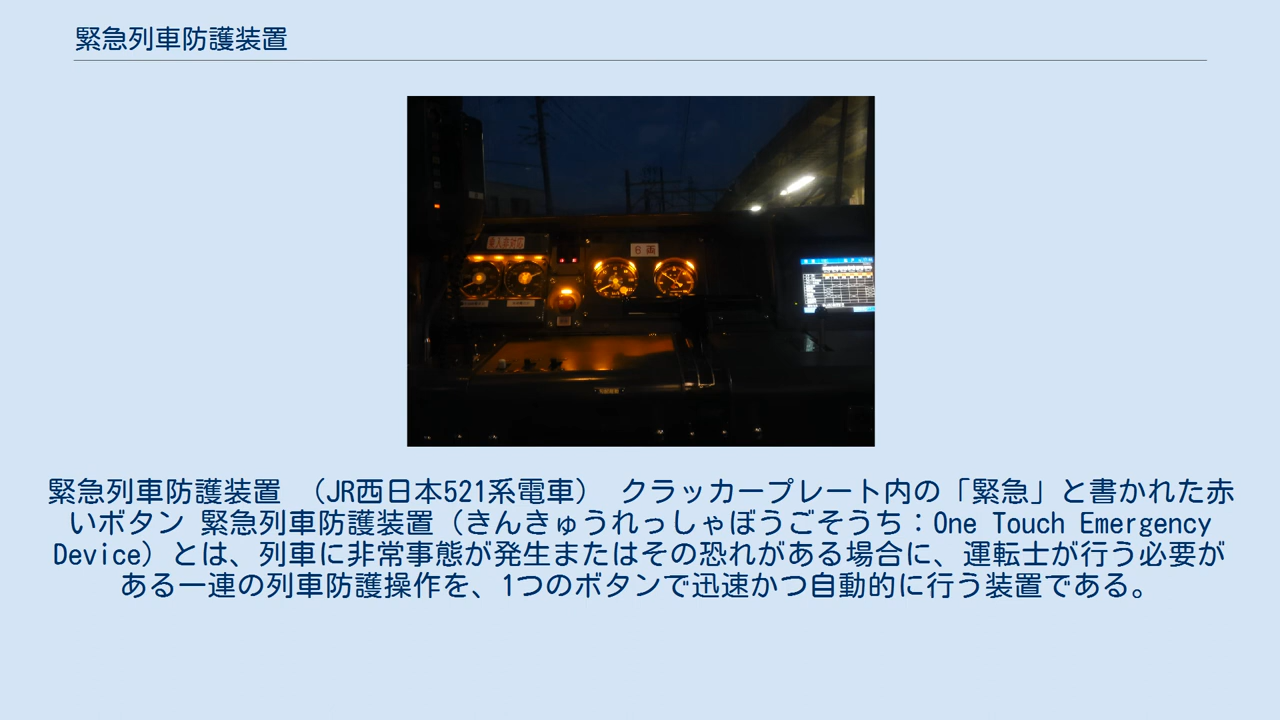 緊急列車防護装置
6両
緊急列車防護装置 （JR西日本521系電車） クラッカープレート内の「緊急」と書かれた赤
いボタン 緊急列車防護装置（きんきゅうれっしゃぼうごそうち：One Touch Emergency
Device）とは、列車に非常事態が発生またはその恐れがある場合に、運転士が行う必要が
ある一連の列車防護操作を、1つのボタンで迅速かつ自動的に行う装置である。